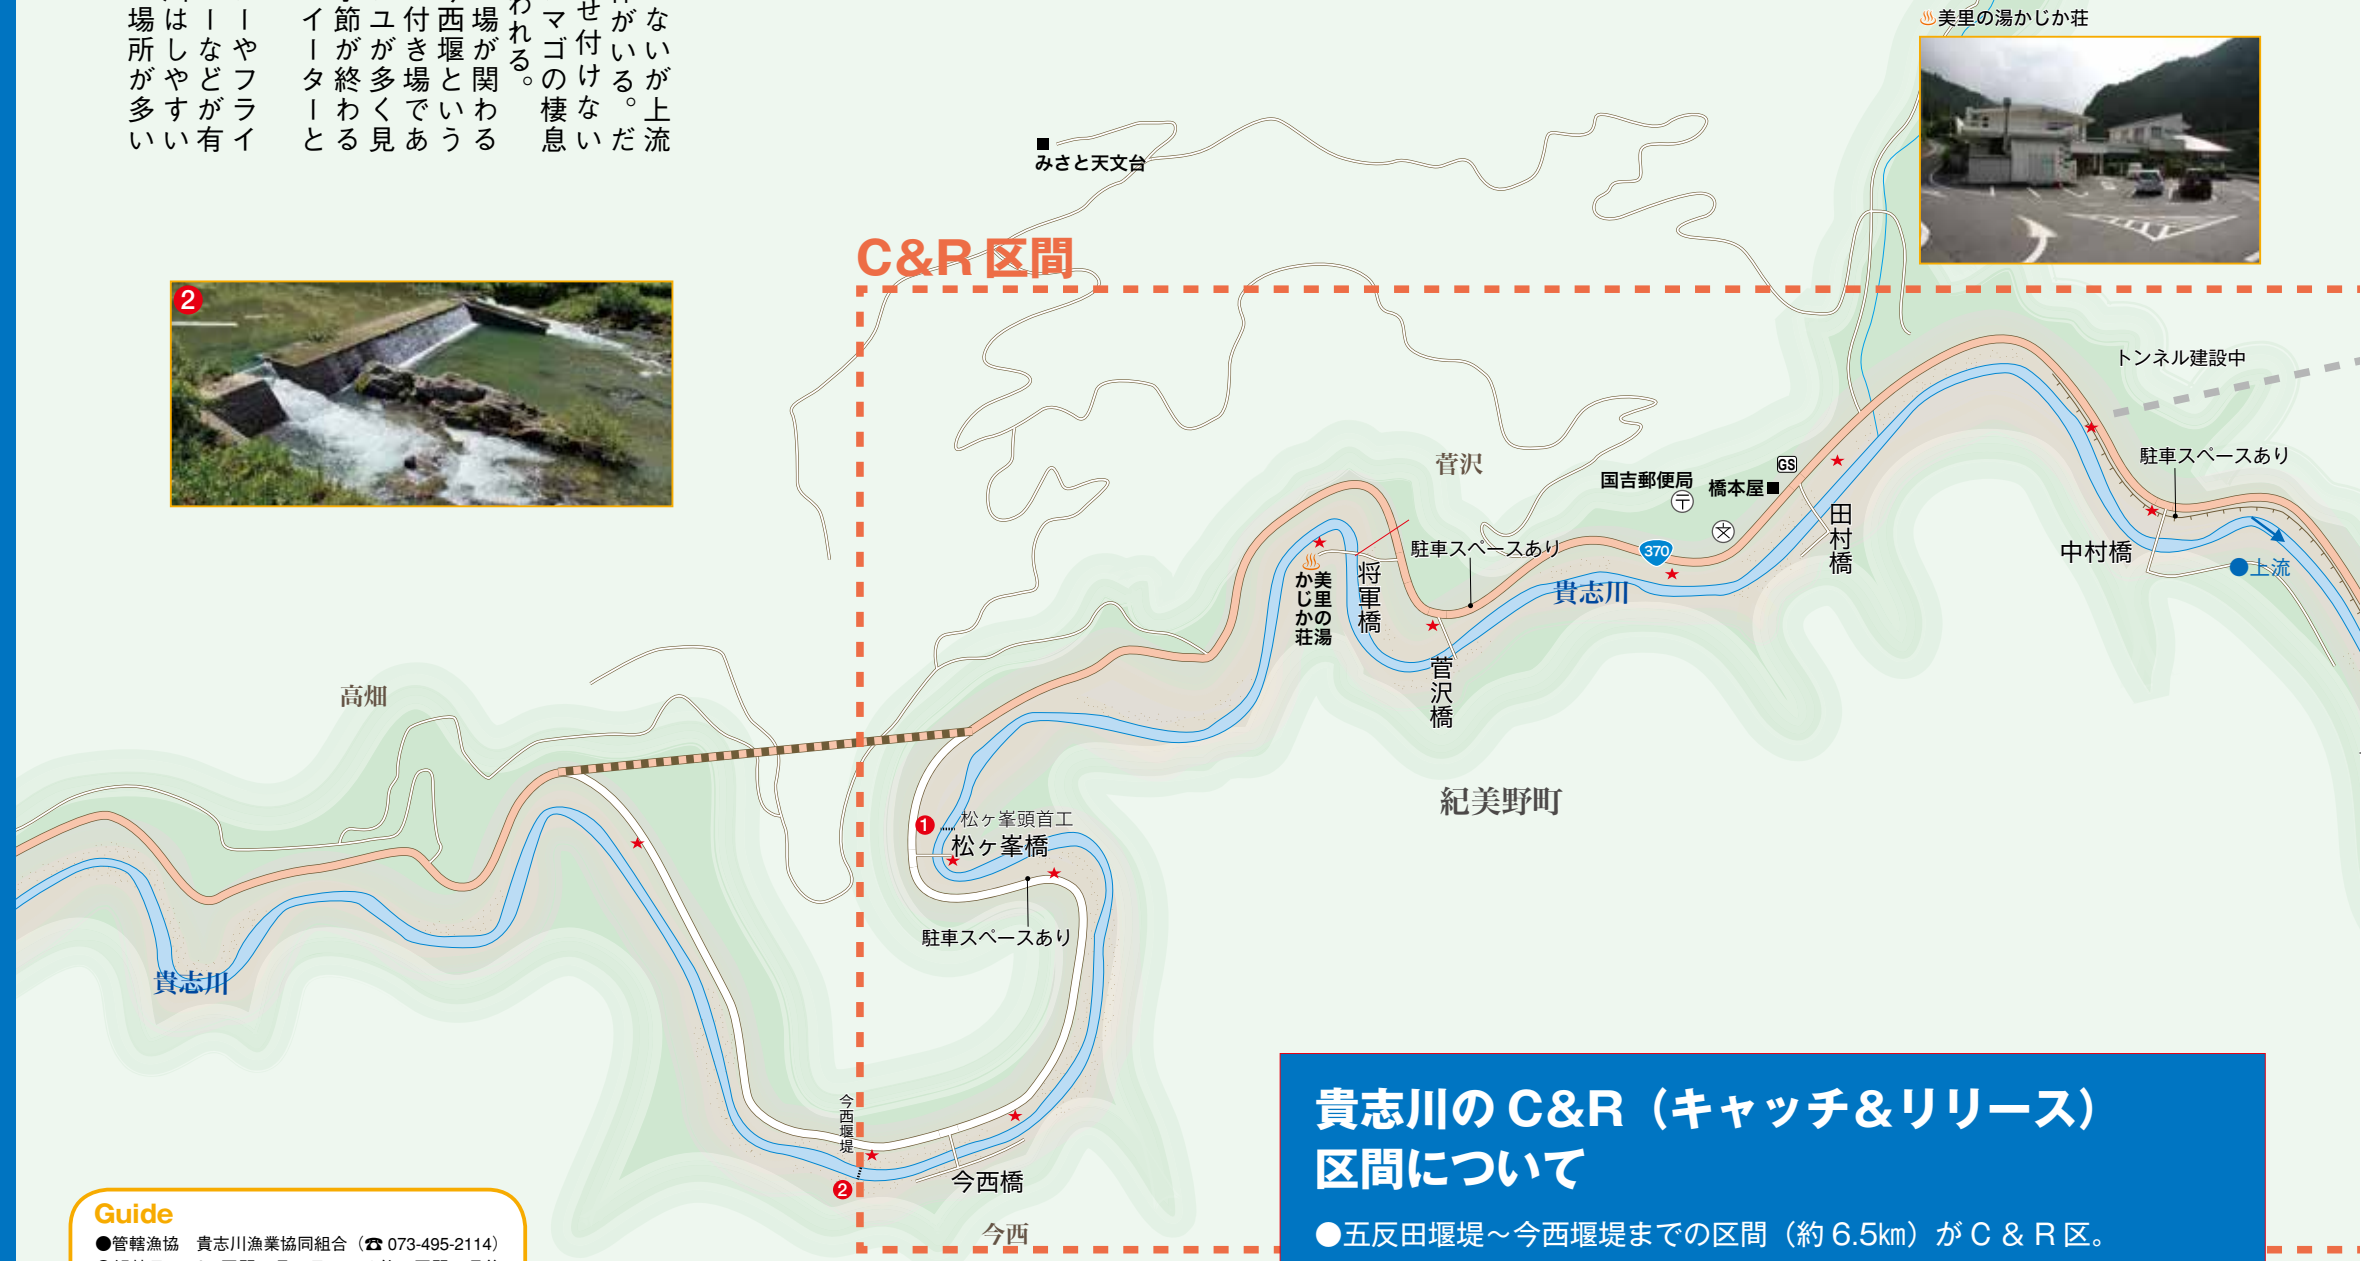 ないが上流
がいる。だ
せ付けない
マゴの棲息
われる。
場が関わる
西堰という
付き場であ
ユが多く見
節が終わる
イーターと
ーやフライ
ーなどが有
はしやすい
場所が多い
美里の湯かじか荘
みさと天文台
C&R 区間
2
トンネル建設中
駐車スペースあり
菅沢
GS
国吉郵便局
橋本屋
〒
文
田村橋
中村橋
上流
370
駐車スペースあり
貴志川
美里の湯
かじか荘
将軍橋
菅沢橋
高畑
紀美野町
1
松ヶ峯頭首工
松ヶ峯橋
駐車スペースあり
貴志川
今西堰堤
2
今西橋
今西
貴志川の C&R（キャッチ&リリース）
区間について
●五反田堰堤～今西堰堤までの区間（約 6.5㎞）が C & R 区。
Guide
●管轄漁協　貴志川漁業協同組合（☎ 073-495-2114）